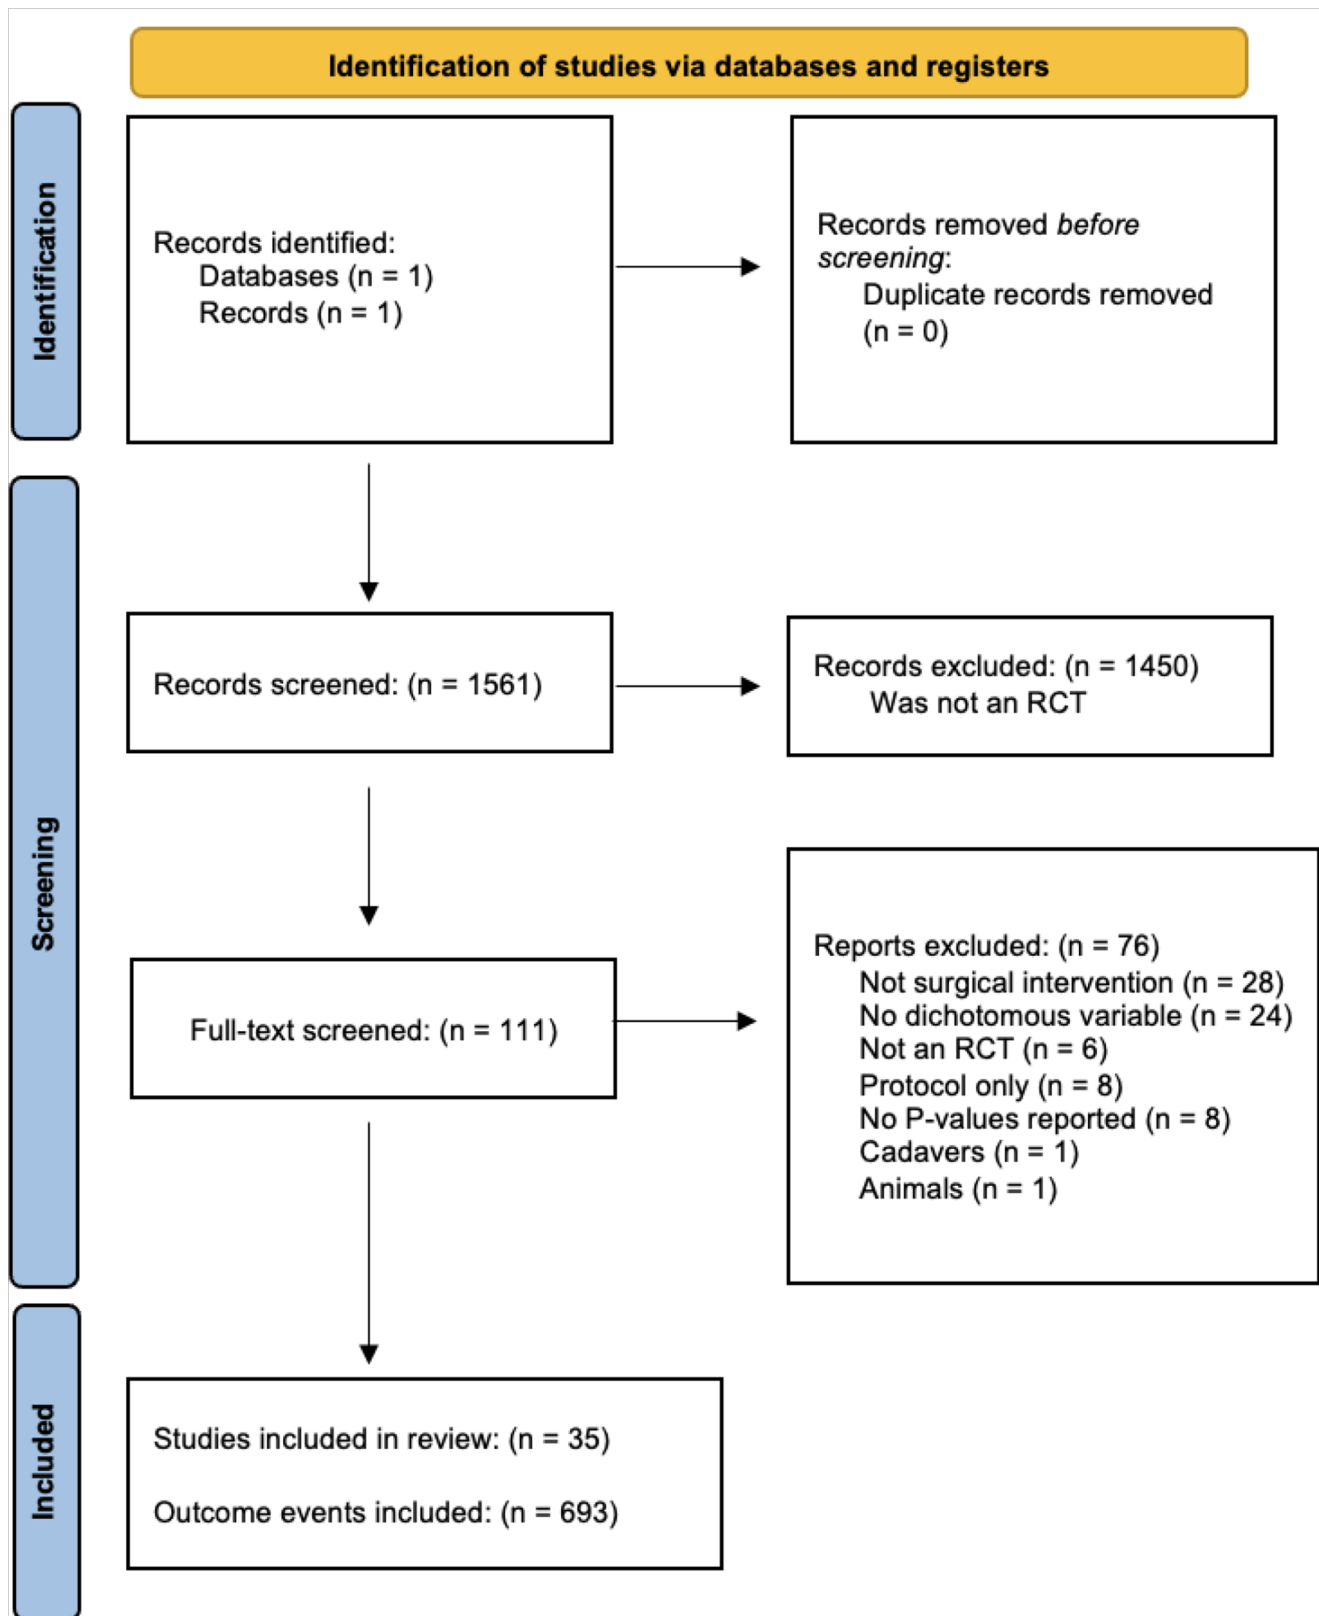 Identification of studies via databases and registers
Identification
Records identified:
Databases (n = 1)
Records (n = 1)
Records removed before
screening:
Duplicate records removed
(n = 0)
Screening
Records screened: (n = 1561)
Records excluded: (n = 1450)
Was not an RCT
Full-text screened: (n = 111)
Reports excluded: (n = 76)
Not surgical intervention (n = 28)
No dichotomous variable (n = 24)
Not an RCT (n = 6)
Protocol only (n = 8)
No P-values reported (n = 8)
Cadavers (n = 1)
Animals (n = 1)
Included
Studies included in review: (n = 35)
Outcome events included: (n = 693)